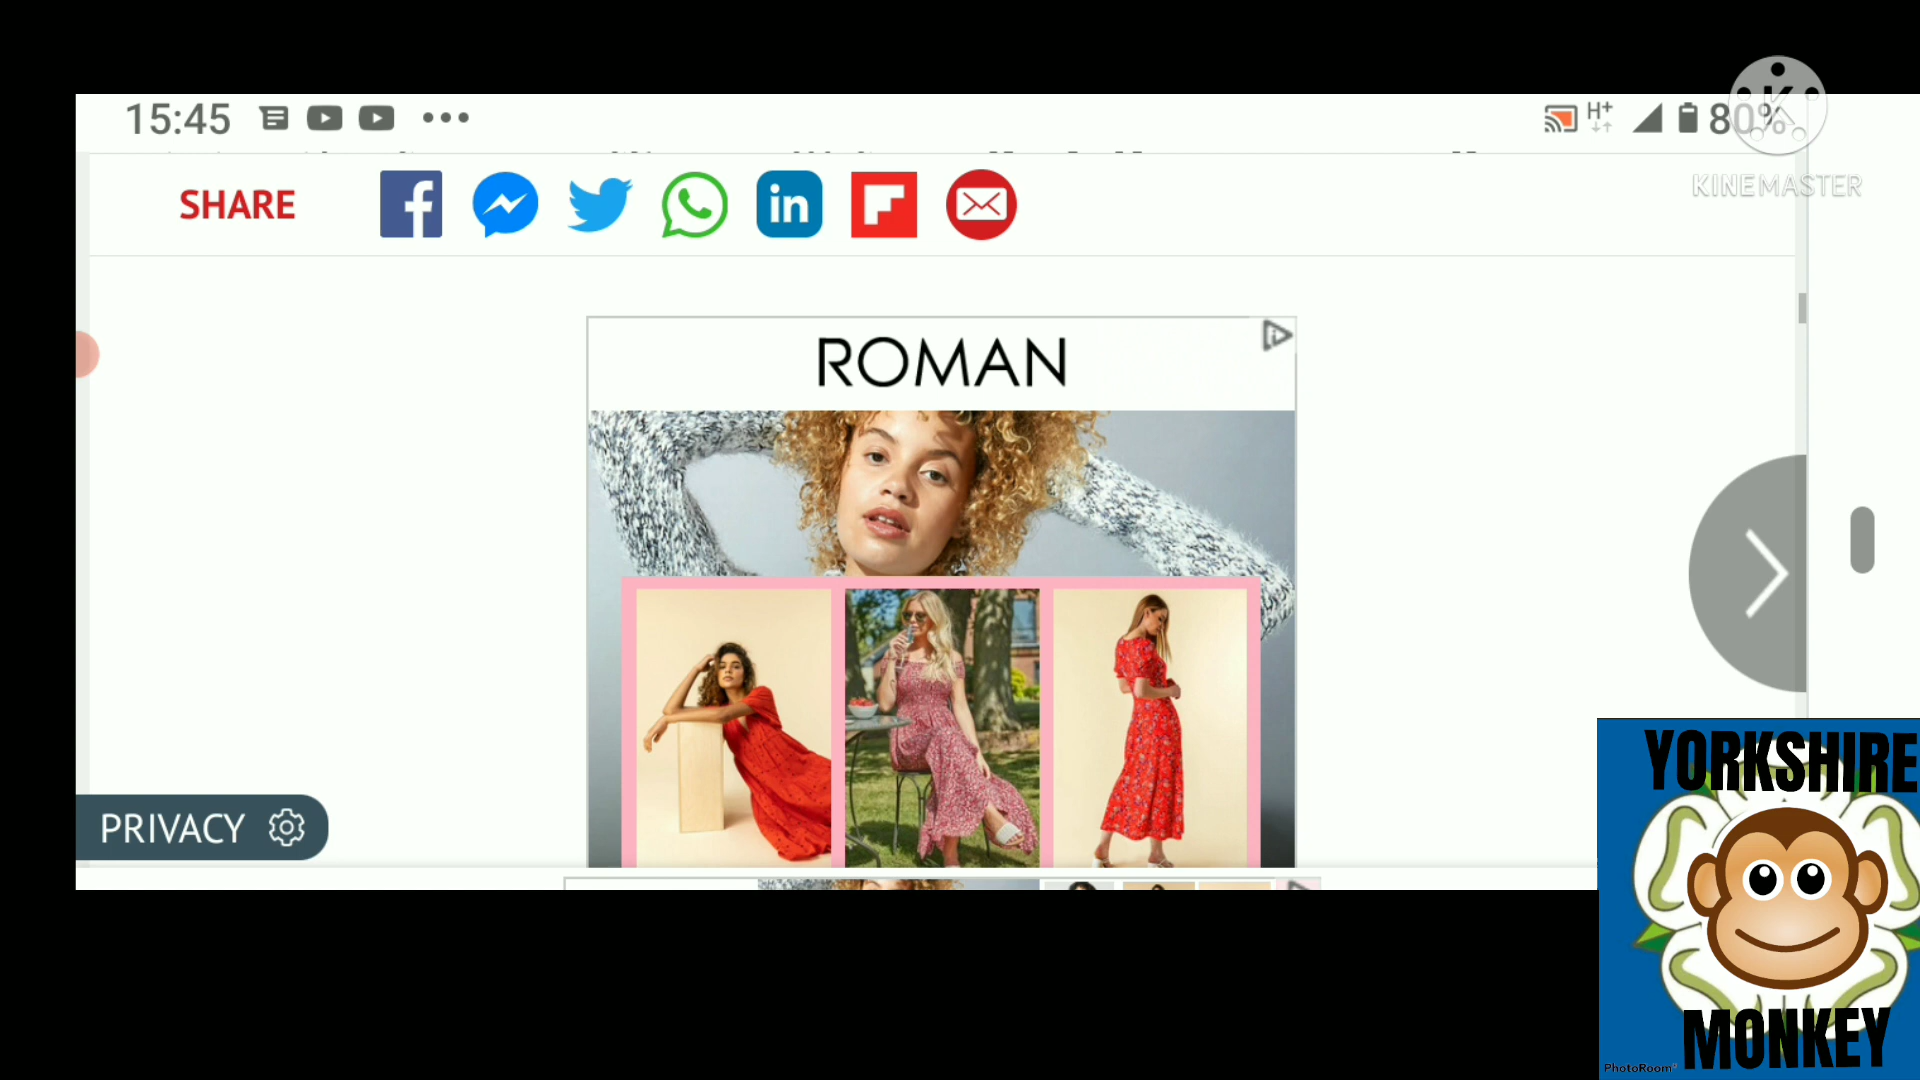 15:45
H+
80%
KINEMASTER
SHARE
ROMAN
PRIVACY
YORKSHIRE
MONKEY
PhotoRoom